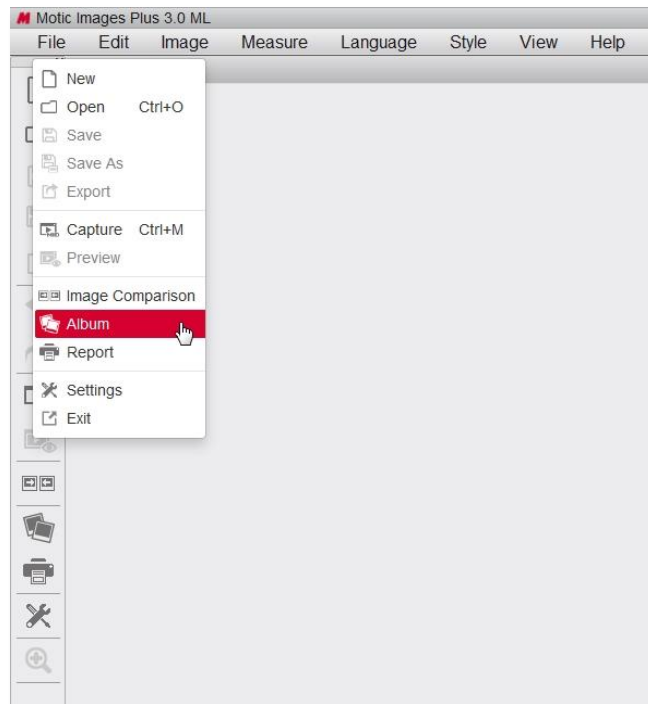 Motic Images Plus 3.0 ML
File Edit Image Measure Language Style View Help
New
Open Ctrl+O
Save
Save As
Export
Capture Ctrl+M
Preview
Image Comparison
Album
Report
Settings
Exit